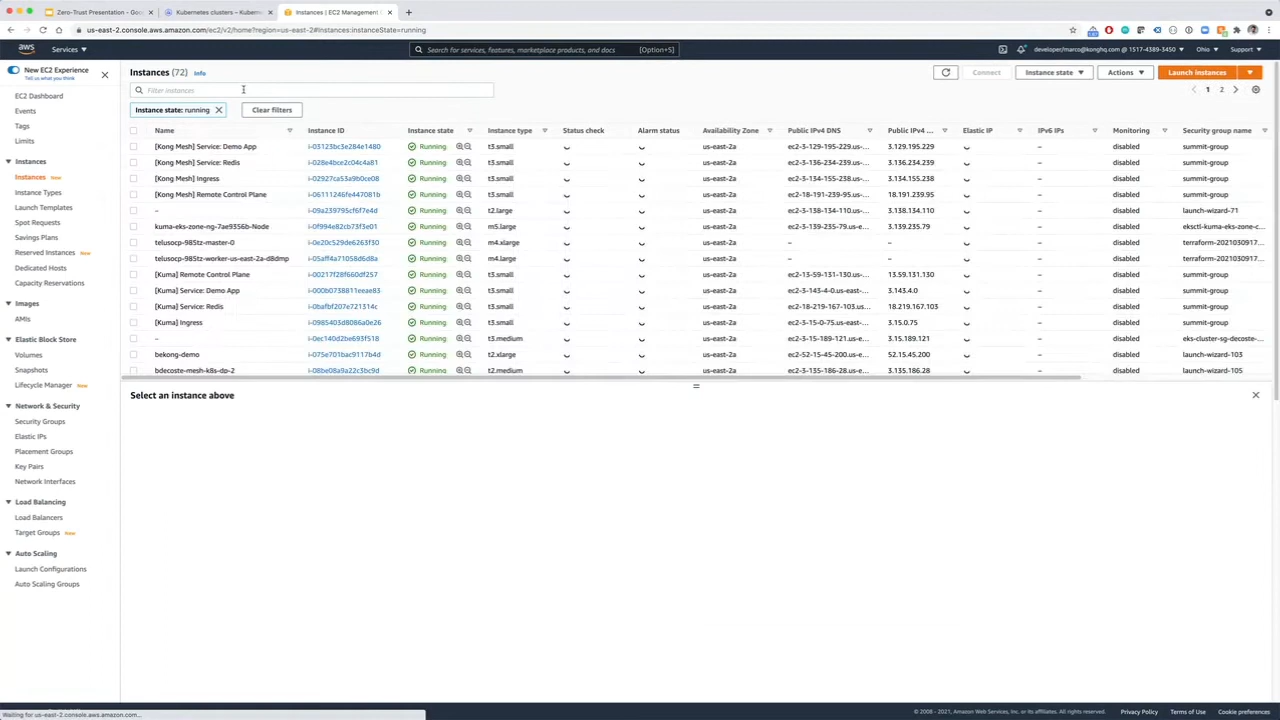 Zero-Trust Presentation - Goo
Kubernetes clusters – Kubern
Instances | EC2 Management
us-east-2.console.aws.amazon.com/ec2/v2/home?region=us-east-2#Instances:instanceState=running
aws Services Search for services, features, marketplace products, and docs [Option+S] developer/marco@konghq.com @ 1517-4389-3450 Ohio Support
New EC2 Experience
Tell us what you think
EC2 Dashboard
Events
Tags
Limits
Instances
Instances New
Instance Types
Launch Templates
Spot Requests
Savings Plans
Reserved Instances New
Dedicated Hosts
Capacity Reservations
Images
AMIs
Elastic Block Store
Volumes
Snapshots
Lifecycle Manager New
Network & Security
Security Groups
Elastic IPs
Placement Groups
Key Pairs
Network Interfaces
Load Balancing
Load Balancers
Target Groups New
Auto Scaling
Launch Configurations
Auto Scaling Groups
Instances (72) Info Connect Instance state Actions Launch instances
Filter instances 1 2
Instance state: running Clear filters
Name Instance ID Instance state Instance type Status check Alarm status Availability Zone Public IPv4 DNS Public IPv4 ... Elastic IP IPv6 IPs Monitoring Security group name
[Kong Mesh] Service: Demo App i-03123bc3e284e1480 Running t3.small us-east-2a ec2-3-129-195-229.us-... 3.129.195.229 – disabled summit-group
[Kong Mesh] Service: Redis i-028e4bce2c04c4a81 Running t3.small us-east-2a ec2-3-136-234-239.us-... 3.136.234.239 – disabled summit-group
[Kong Mesh] Ingress i-02927ca53a9b0ce08 Running t3.small us-east-2a ec2-3-134-155-238.us-... 3.134.155.238 – disabled summit-group
[Kong Mesh] Remote Control Plane i-06111246fe447081b Running t3.small us-east-2a ec2-18-191-239-95.us-... 18.191.239.95 – disabled summit-group
– i-09a239795cf6f7e4d Running t2.large us-east-2a ec2-3-138-134-110.us-... 3.138.134.110 – disabled launch-wizard-71
kuma-eks-zone-ng-7ae9356b-Node i-0f994e82cb73f3e01 Running m5.large us-east-2a ec2-3-139-235-79.us-e... 3.139.235.79 – disabled eksctl-kuma-eks-zone-c...
telusocp-985tz-master-0 i-0e20c529de6263f30 Running m4.xlarge us-east-2a – – – disabled terraform-2021030917...
telusocp-985tz-worker-us-east-2a-d8dmp i-05aff4a71058d6d8a Running m4.large us-east-2a – – – disabled terraform-2021030917...
[Kuma] Remote Control Plane i-00217f28f660df257 Running t3.small us-east-2a ec2-13-59-131-130.us-... 13.59.131.130 – disabled summit-group
[Kuma] Service: Demo App i-000b0738811eeae83 Running t3.small us-east-2a ec2-3-143-4-0.us-east-... 3.143.4.0 – disabled summit-group
[Kuma] Service: Redis i-0bafbf207e721314c Running t3.small us-east-2a ec2-18-219-167-103.us... 18.219.167.103 – disabled summit-group
[Kuma] Ingress i-0985403d8086a0e26 Running t3.small us-east-2a ec2-3-15-0-75.us-east-... 3.15.0.75 – disabled summit-group
– i-0ec140d2be693f518 Running t3.medium us-east-2a ec2-3-15-189-121.us-e... 3.15.189.121 – disabled eks-cluster-sg-decoste-...
bekong-demo i-075e701bac9117b4d Running t2.xlarge us-east-2a ec2-52-15-45-200.us-e... 52.15.45.200 – disabled launch-wizard-103
bdecoste-mesh-k8s-dp-2 i-08be08a9a22c3bc9d Running t2.medium us-east-2a ec2-3-135-186-28.us-e... 3.135.186.28 – disabled launch-wizard-105
Select an instance above
Waiting for us-east-2.console.aws.amazon.com...
© 2008 - 2021, Amazon Web Services, Inc. or its affiliates. All rights reserved. Privacy Policy Terms of Use Cookie preferences